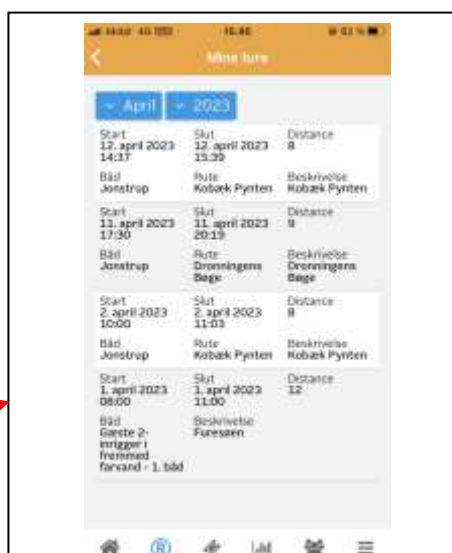 15.40
Mine ture
April 2023
Start Slut Distance
12. april 2023 12. april 2023 8
14:37 15:39
Båd Rute Beskrivelse
Jonstrup Kobæk Pynten Kobæk Pynten
Start Slut Distance
11. april 2023 11. april 2023 9
17:30 20:19
Båd Rute Beskrivelse
Jonstrup Dronningens Dronningens
Bøge Bøge
Start Slut Distance
2. april 2023 2. april 2023 8
10:00 11:03
Båd Rute Beskrivelse
Jonstrup Kobæk Pynten Kobæk Pynten
Start Slut Distance
1. april 2023 1. april 2023 12
08:00 11:00
Båd Beskrivelse
Gæste 2- Furesøen
inrigger i
fremmed
farvand - 1. båd